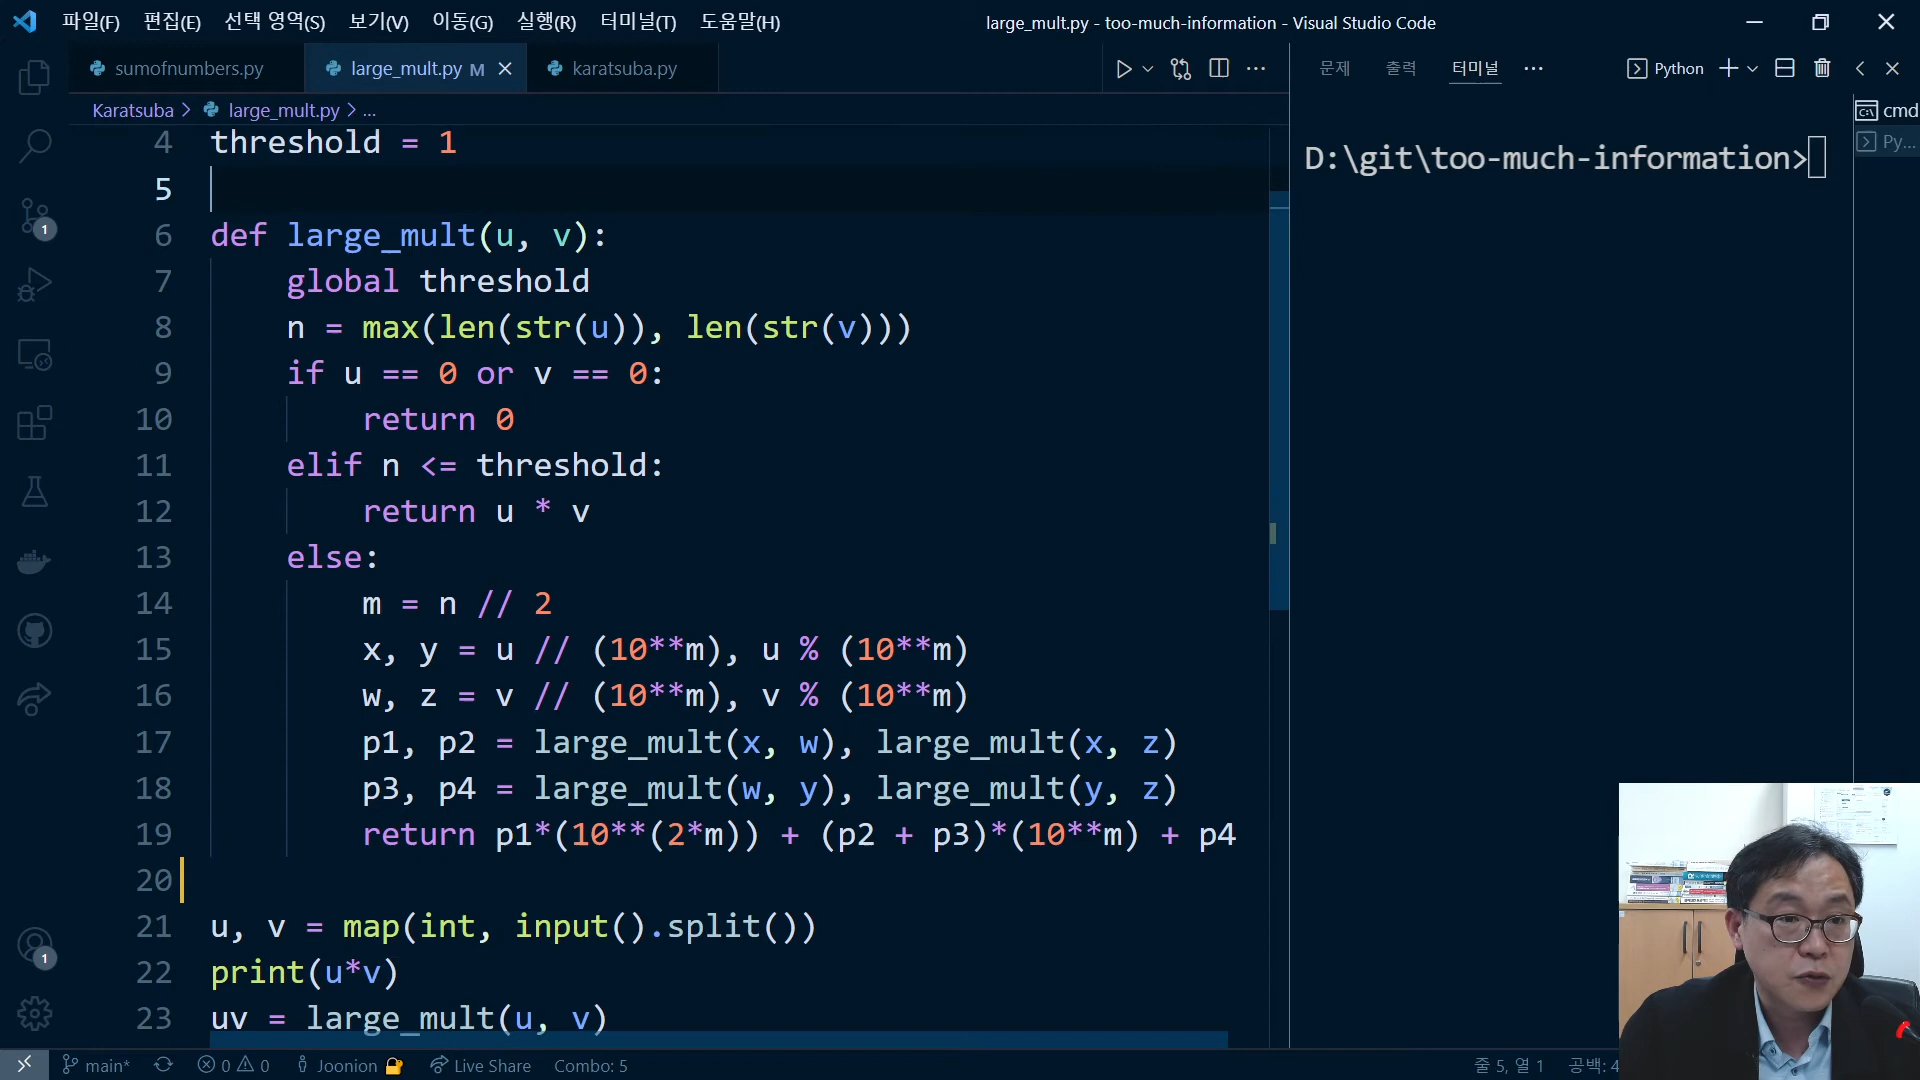 파일(F) 편집(E) 선택 영역(S) 보기(V) 이동(G) 실행(R) 터미널(T) 도움말(H) large_mult.py - too-much-information - Visual Studio Code
sumofnumbers.py large_mult.py M karatsuba.py
문제 출력 터미널 ... Python
Karatsuba > large_mult.py > ...
cmd
Py...
D:\git\too-much-information>
4 threshold = 1
5
6 def large_mult(u, v):
7 global threshold
8 n = max(len(str(u)), len(str(v)))
9 if u == 0 or v == 0:
10 return 0
11 elif n <= threshold:
12 return u * v
13 else:
14 m = n // 2
15 x, y = u // (10**m), u % (10**m)
16 w, z = v // (10**m), v % (10**m)
17 p1, p2 = large_mult(x, w), large_mult(x, z)
18 p3, p4 = large_mult(w, y), large_mult(y, z)
19 return p1*(10**(2*m)) + (p2 + p3)*(10**m) + p4
20
21 u, v = map(int, input().split())
22 print(u*v)
23 uv = large_mult(u, v)
1
1
main* 0 0 Joonion Live Share Combo: 5 줄 5, 열 1 공백: 4